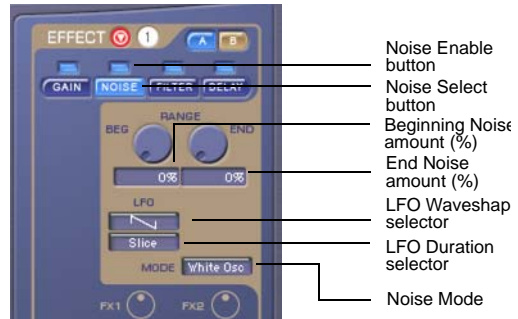 EFFECT 1 A B
GAIN NOISE FILTER DELAY
RANGE
BEG END
0% 0%
LFO
Slice
MODE White Osc
FX1 FX2
Noise Enable
button
Noise Select
button
Beginning Noise
amount (%)
End Noise
amount (%)
LFO Waveshap
selector
LFO Duration
selector
Noise Mode